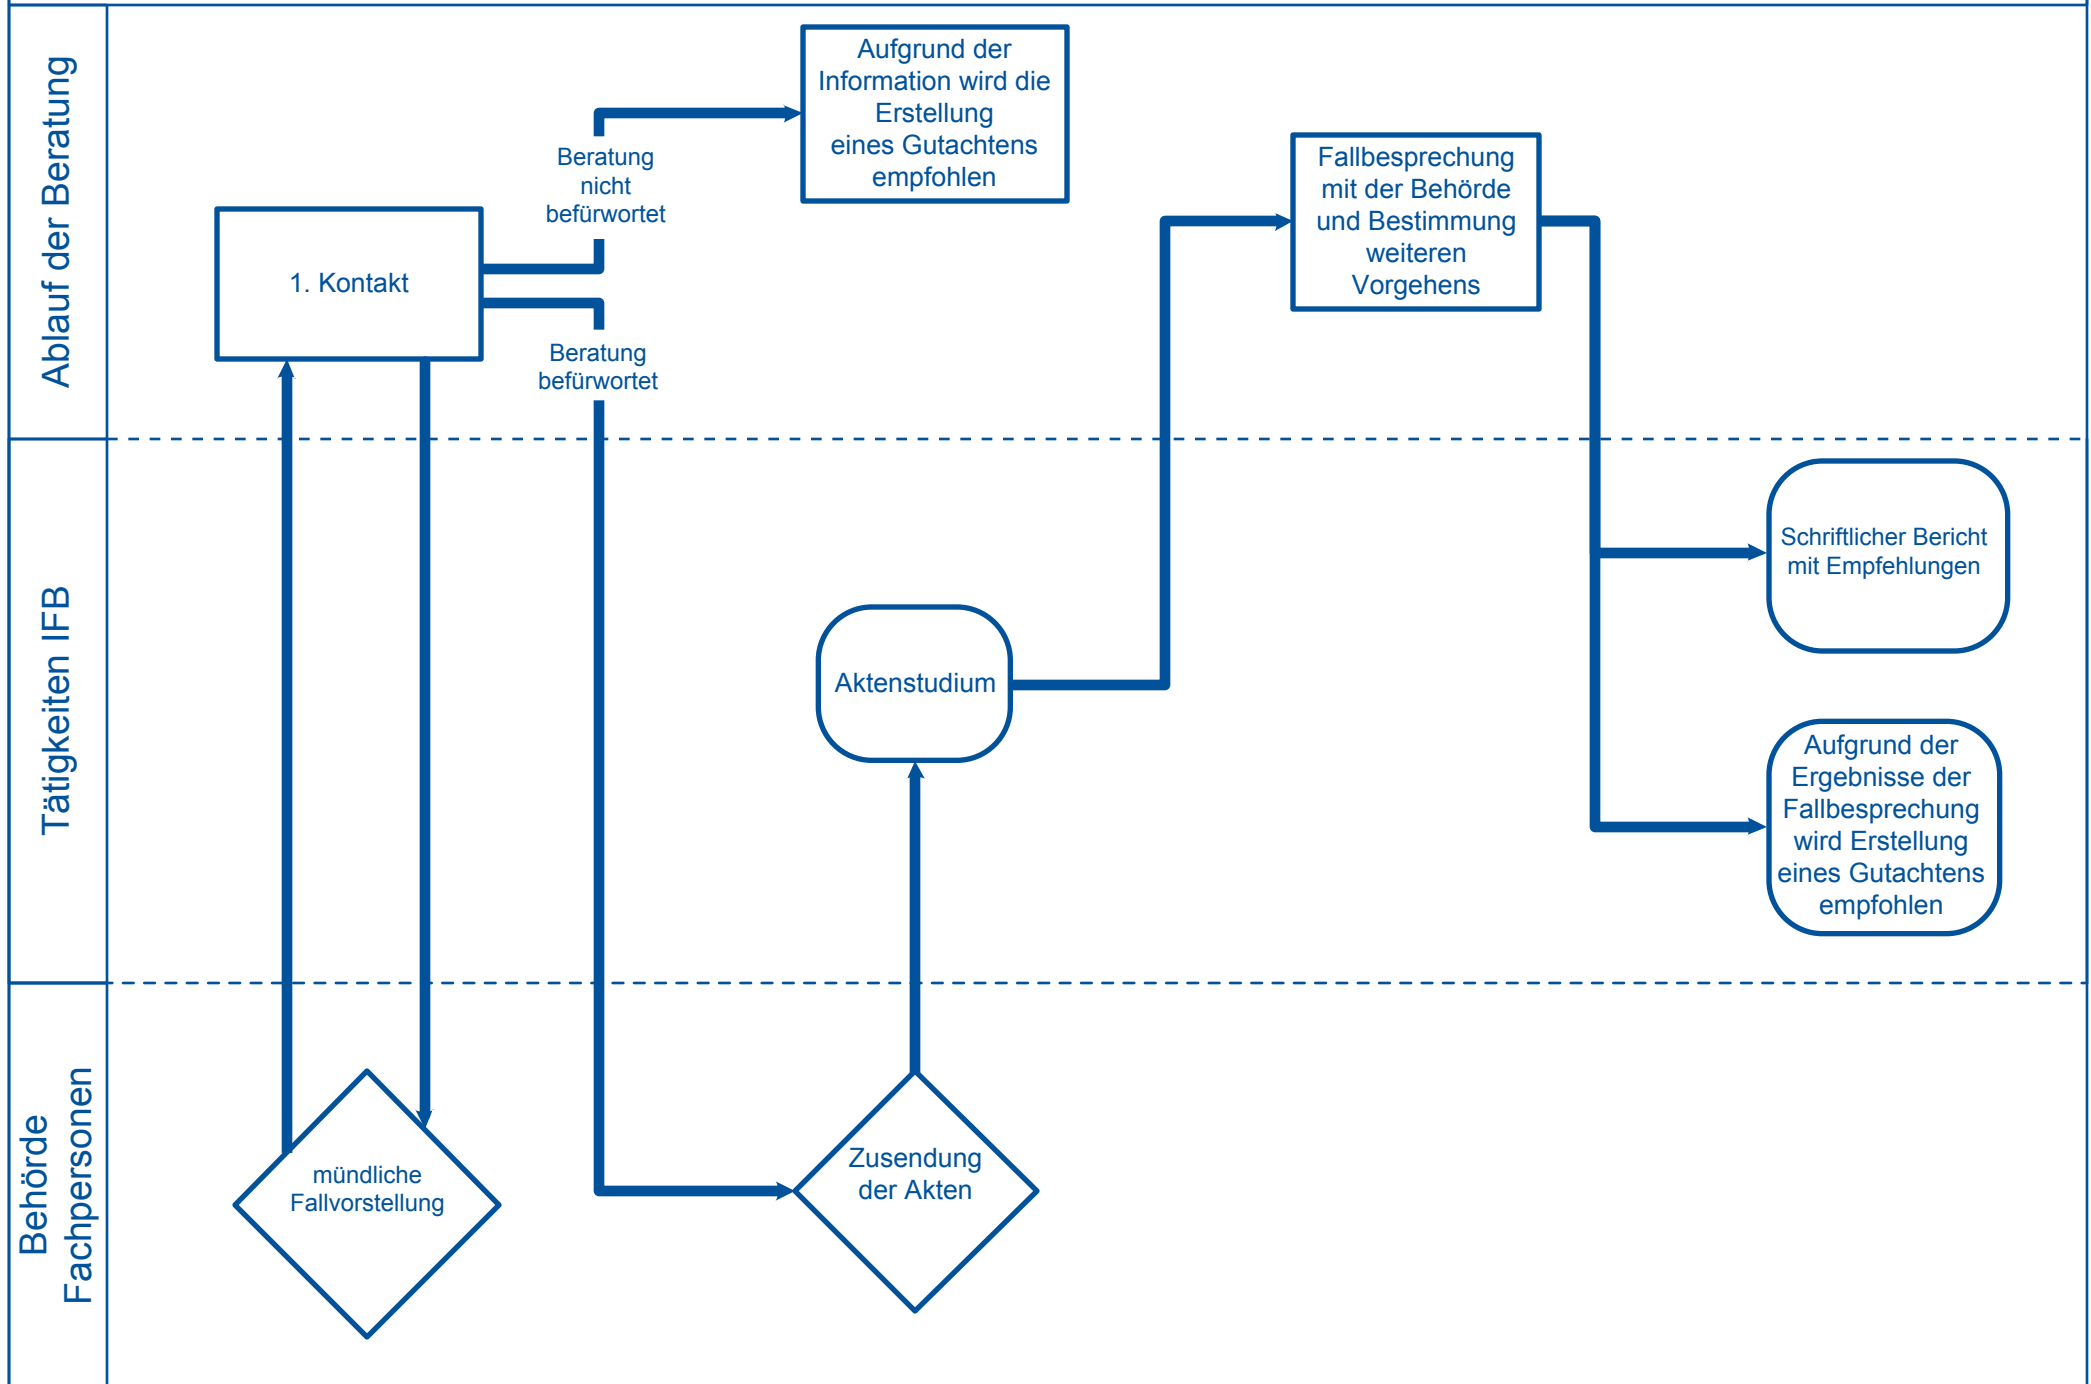 Ablauf der Beratung
1. Kontakt
Beratung
nicht
befürwortet
Beratung
befürwortet
Aufgrund der
Information wird die
Erstellung
eines Gutachtens
empfohlen
Fallbesprechung
mit der Behörde
und Bestimmung
weiteren
Vorgehens
Tätigkeiten IFB
Aktenstudium
Schriftlicher Bericht
mit Empfehlungen
Aufgrund der
Ergebnisse der
Fallbesprechung
wird Erstellung
eines Gutachtens
empfohlen
Behörde
Fachpersonen
mündliche
Fallvorstellung
Zusendung
der Akten